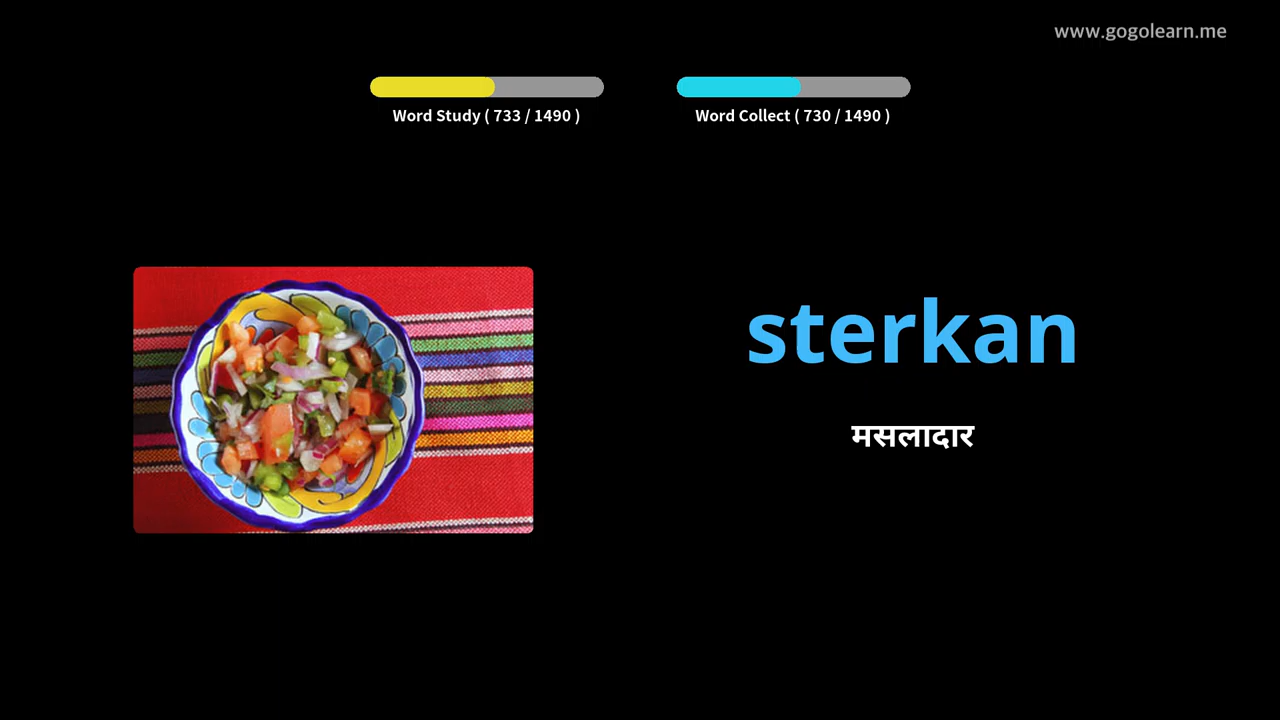 www.gogolearn.me
Word Study ( 733 / 1490 )
Word Collect ( 730 / 1490 )
sterkan
मसलादार